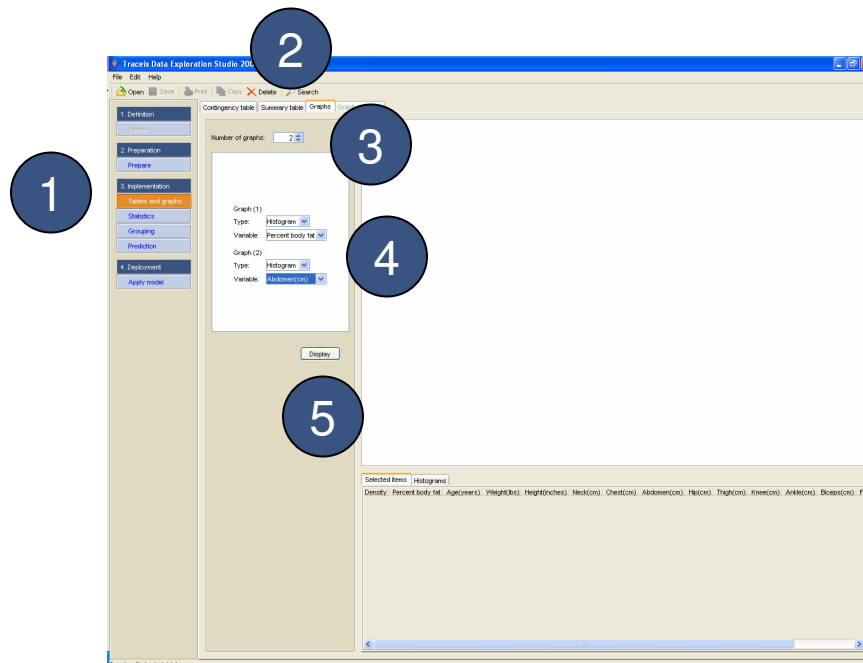 2
Traceis Data Exploration Studio 200
File Edit Help
Open Save Print Copy Delete Search
Contingency table Summary table Graphs Grap
1. Definition
Number of graphs: 2
3
2. Preparation
Prepare
1
3. Implementation
Tables and graphs
Statistics
Grouping
Prediction
4. Deployment
Apply model
Graph (1)
Type: Histogram
Variable: Percent body fat
Graph (2)
Type: Histogram
Variable: Abdomen(cm)
4
Display
5
Selected items Histograms
Density Percent body fat Age(years) Weight(lbs) Height(inches) Neck(cm) Chest(cm) Abdomen(cm) Hip(cm) Thigh(cm) Knee(cm) Ankle(cm) Biceps(cm) F